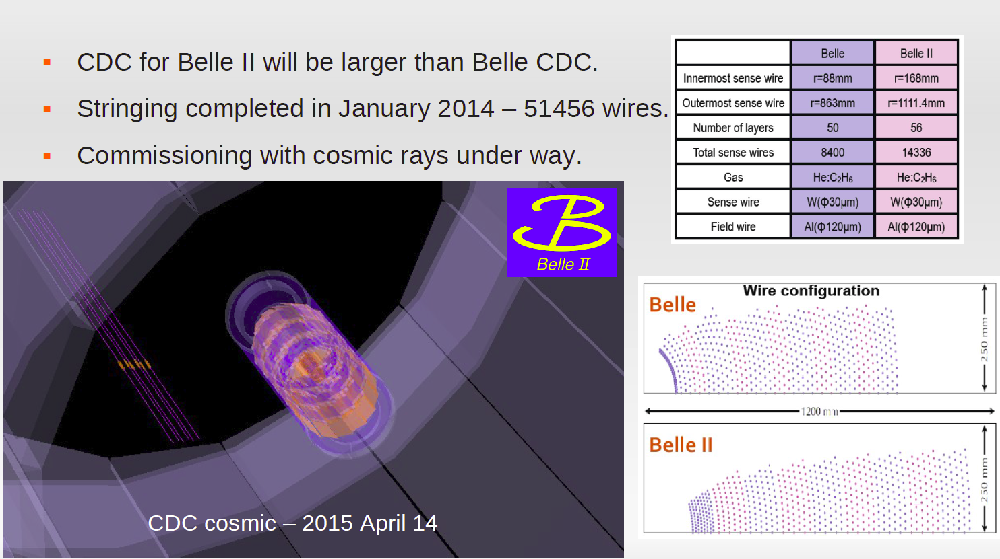 ▪ CDC for Belle II will be larger than Belle CDC.
▪ Stringing completed in January 2014 – 51456 wires.
▪ Commissioning with cosmic rays under way.
Belle Belle II
Innermost sense wire r=88mm r=168mm
Outermost sense wire r=863mm r=1111.4mm
Number of layers 50 56
Total sense wires 8400 14336
Gas He:C₂H₆ He:C₂H₆
Sense wire W(Φ30μm) W(Φ30μm)
Field wire Al(Φ120μm) Al(Φ120μm)
B
Belle II
CDC cosmic – 2015 April 14
Wire configuration
Belle
250 mm
1200 mm
Belle II
250 mm